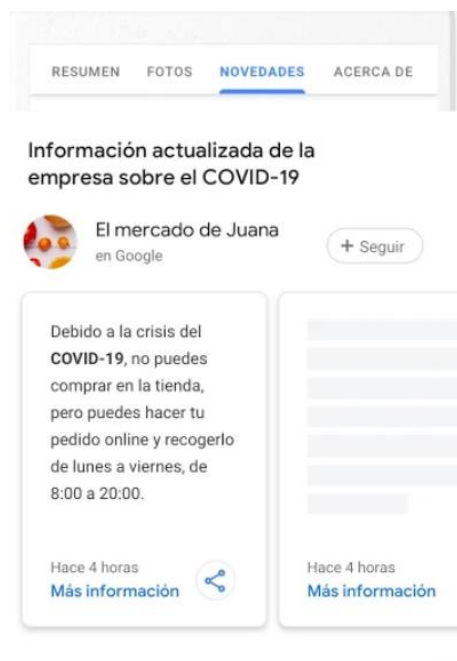 RESUMEN FOTOS NOVEDADES ACERCA DE
Información actualizada de la
empresa sobre el COVID-19
El mercado de Juana
en Google
+ Seguir
Debido a la crisis del
COVID-19, no puedes
comprar en la tienda,
pero puedes hacer tu
pedido online y recogerlo
de lunes a viernes, de
8:00 a 20:00.
Hace 4 horas
Más información
Hace 4 horas
Más información